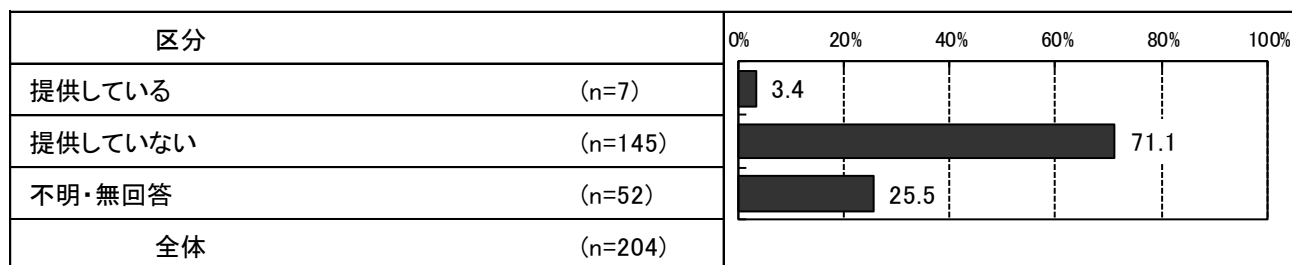 区分 0% 20% 40% 60% 80% 100%
提供している (n=7) 3.4
提供していない (n=145) 71.1
不明・無回答 (n=52) 25.5
全体 (n=204)